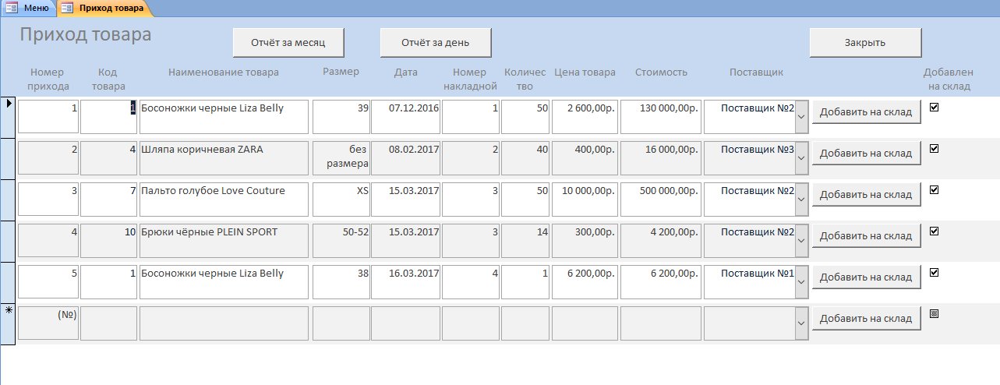 Меню Приход товара
Приход товара Отчёт за месяц Отчёт за день Закрыть
Номер прихода Код товара Наименование товара Размер Дата Номер накладной Количес тво Цена товара Стоимость Поставщик Добавлен на склад
1 1 Босоножки черные Liza Belly 39 07.12.2016 1 50 2 600,00р. 130 000,00р. Поставщик №2 Добавить на склад
2 4 Шляпа коричневая ZARA без размера 08.02.2017 2 40 400,00р. 16 000,00р. Поставщик №3 Добавить на склад
3 7 Пальто голубое Love Couture XS 15.03.2017 3 50 10 000,00р. 500 000,00р. Поставщик №2 Добавить на склад
4 10 Брюки чёрные PLEIN SPORT 50-52 15.03.2017 3 14 300,00р. 4 200,00р. Поставщик №2 Добавить на склад
5 1 Босоножки черные Liza Belly 38 16.03.2017 4 1 6 200,00р. 6 200,00р. Поставщик №1 Добавить на склад
(№) Добавить на склад